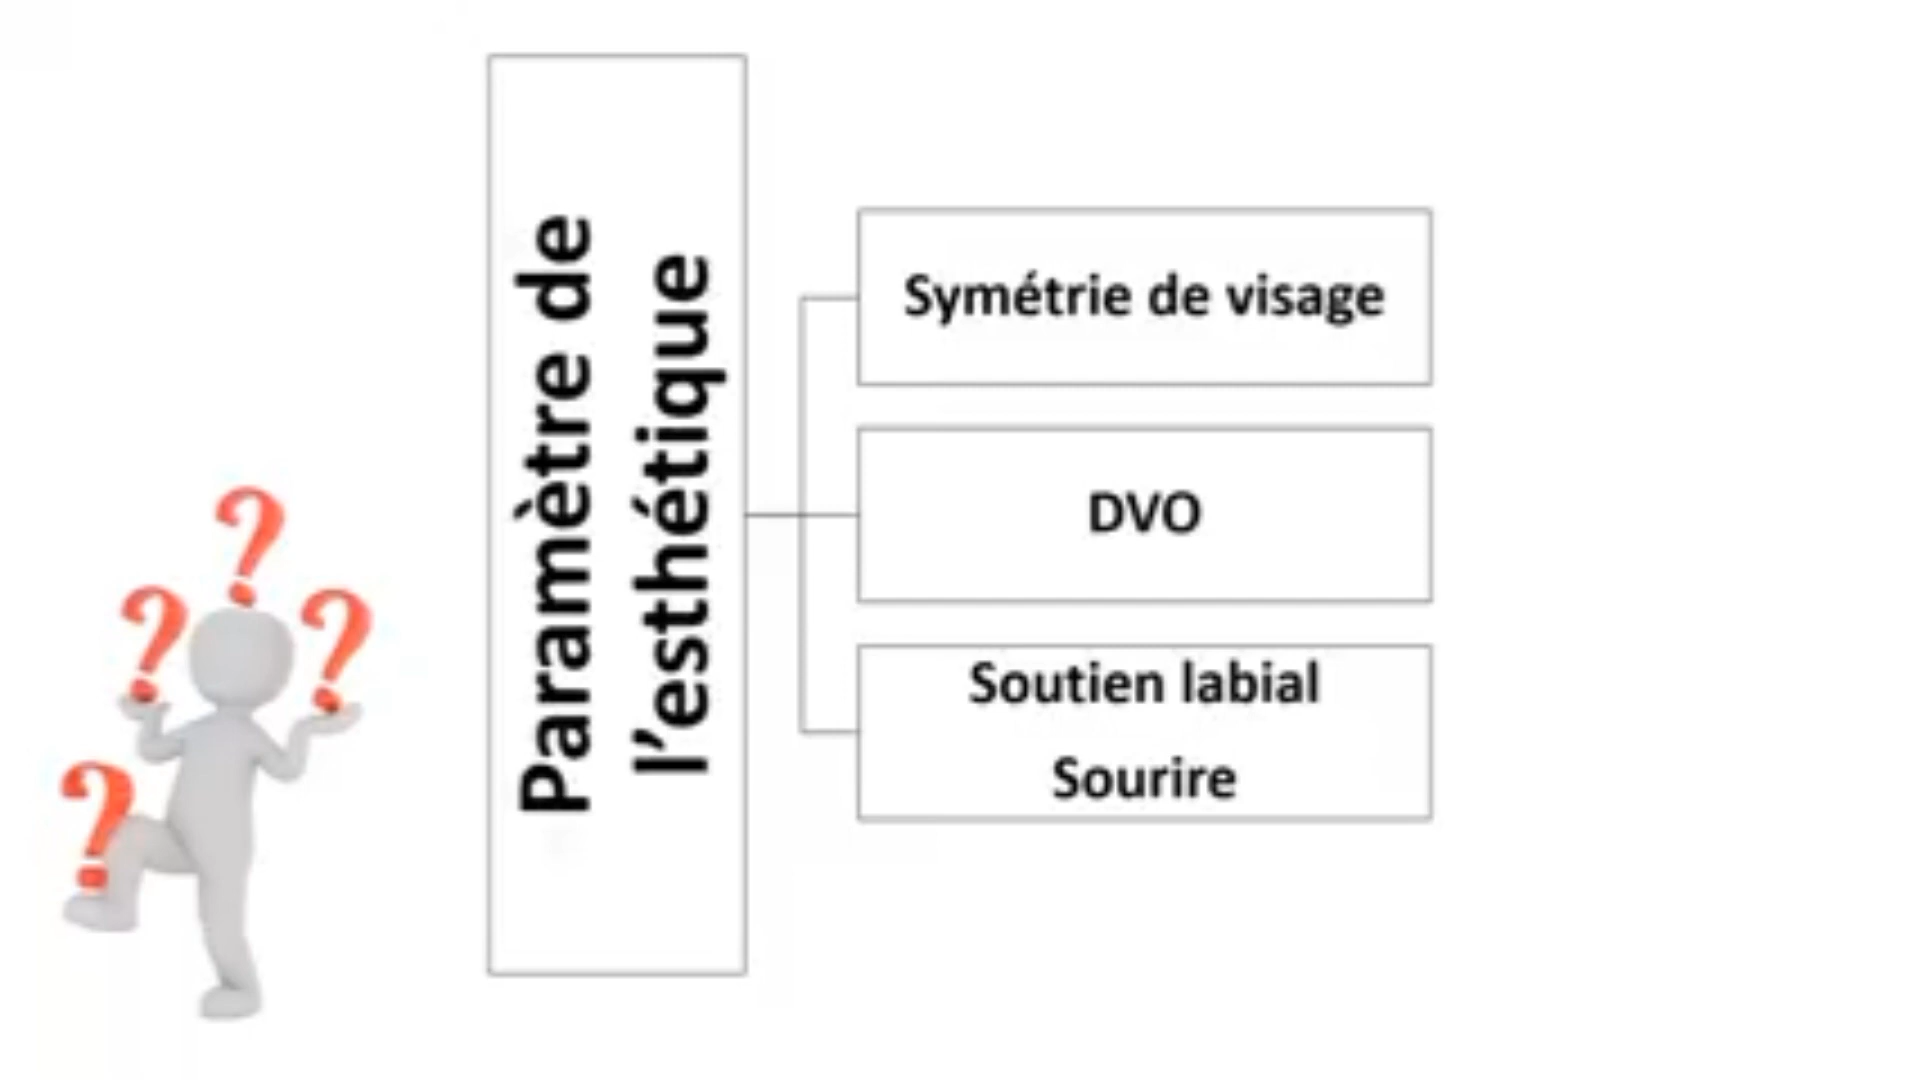 Paramètre de
l'esthétique
Symétrie de visage
DVO
Soutien labial
Sourire